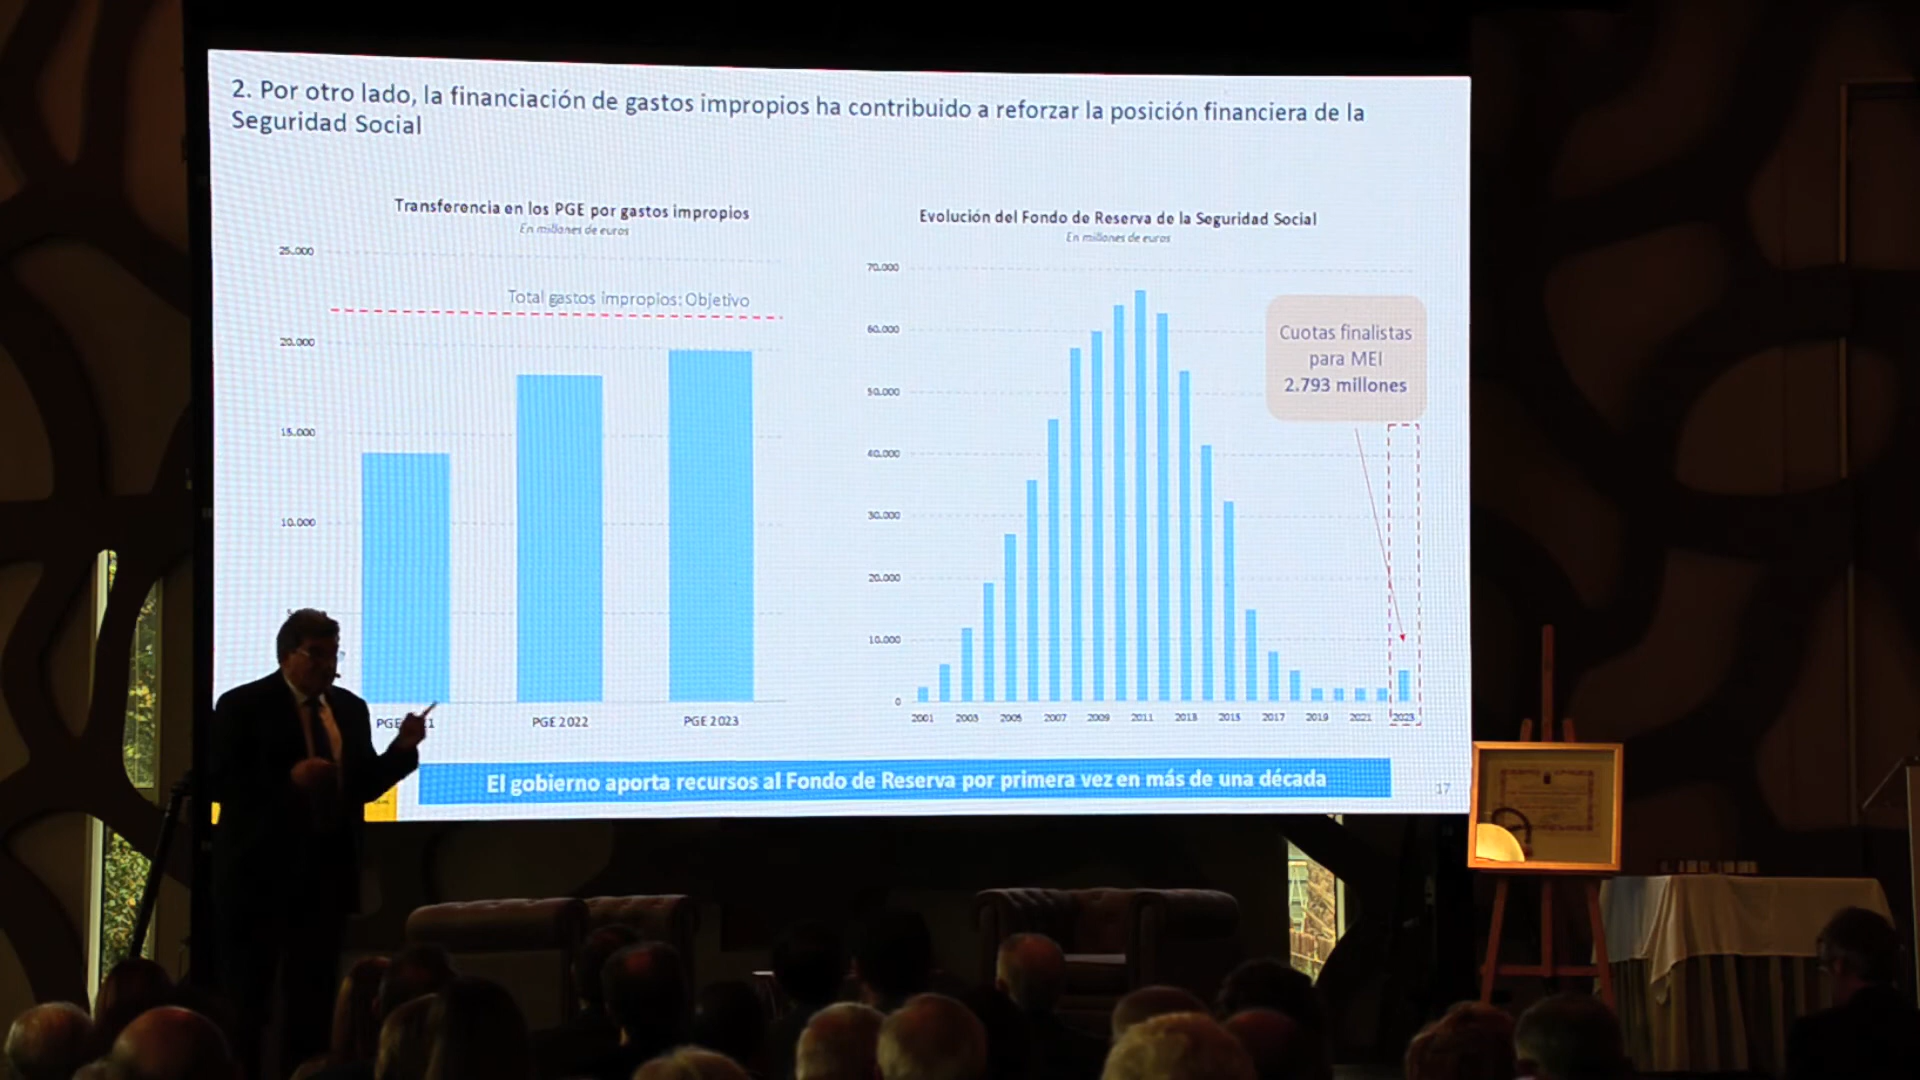 2. Por otro lado, la financiación de gastos impropios ha contribuido a reforzar la posición financiera de la
Seguridad Social
Transferencia en los PGE por gastos impropios
En millones de euros
25.000
Total gastos impropios: Objetivo
20.000
15.000
10.000
PGE 2022
PGE 2023
Evolución del Fondo de Reserva de la Seguridad Social
En millones de euros
70.000
60.000
50.000
40.000
30.000
20.000
10.000
0
Cuotas finalistas
para MEI
2.793 millones
2001 2003 2005 2007 2009 2011 2013 2015 2017 2019 2021 2023
El gobierno aporta recursos al Fondo de Reserva por primera vez en más de una década
17